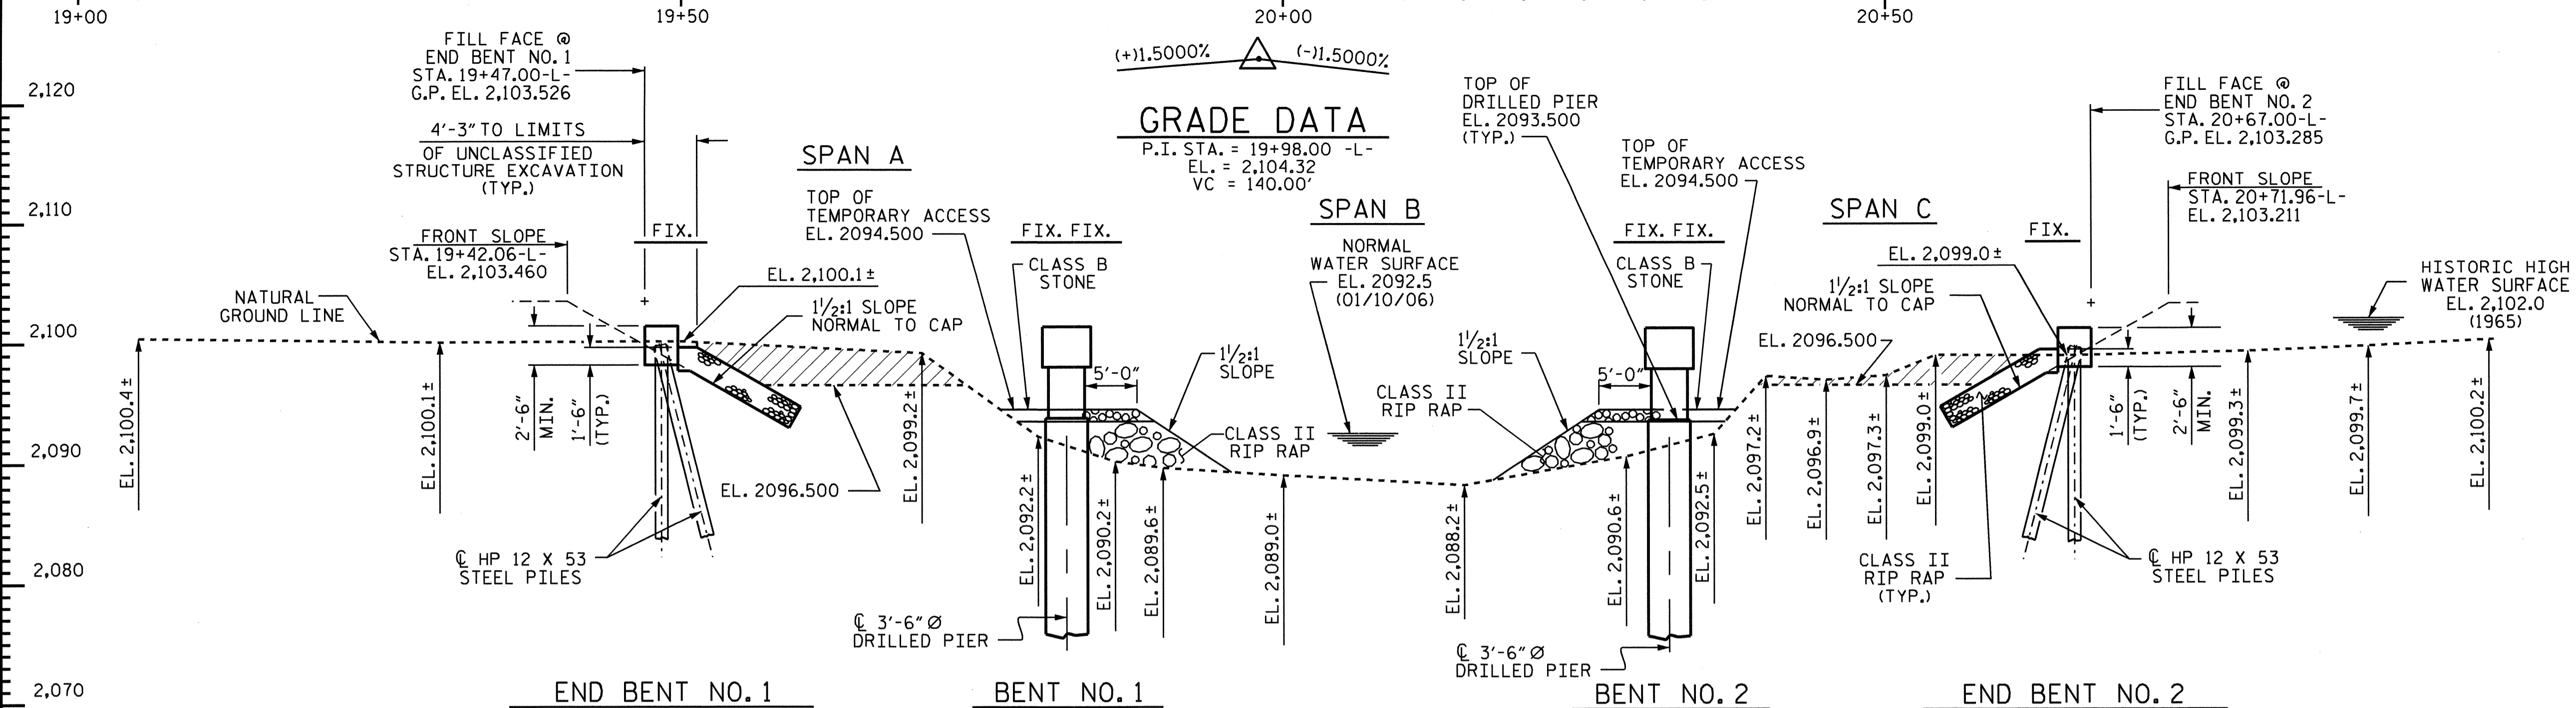 19+00
19+50
20+00
20+50
2,120
2,110
2,100
2,090
2,080
2,070
FILL FACE @
END BENT NO. 1
STA. 19+47.00-L-
G.P. EL. 2,103.526
4'-3" TO LIMITS
OF UNCLASSIFIED
STRUCTURE EXCAVATION
(TYP.)
FRONT SLOPE
STA. 19+42.06-L-
EL. 2,103.460
FIX.
NATURAL
GROUND LINE
SPAN A
TOP OF
TEMPORARY ACCESS
EL. 2094.500
EL. 2,100.1±
1½:1 SLOPE
NORMAL TO CAP
FIX. FIX.
CLASS B
STONE
(+)1.5000%
(-)1.5000%
GRADE DATA
P.I. STA. = 19+98.00 -L-
EL. = 2,104.32
VC = 140.00'
SPAN B
NORMAL
WATER SURFACE
EL. 2092.5
(01/10/06)
TOP OF
DRILLED PIER
EL. 2093.500
(TYP.)
TOP OF
TEMPORARY ACCESS
EL. 2094.500
FIX. FIX.
CLASS B
STONE
SPAN C
FILL FACE @
END BENT NO. 2
STA. 20+67.00-L-
G.P. EL. 2,103.285
FRONT SLOPE
STA. 20+71.96-L-
EL. 2,103.211
FIX.
EL. 2,099.0±
1½:1 SLOPE
NORMAL TO CAP
EL. 2096.500
HISTORIC HIGH
WATER SURFACE
EL. 2,102.0
(1965)
2'-6"
MIN.
1'-6"
(TYP.)
5'-0"
1½:1
SLOPE
CLASS II
RIP RAP
1½:1
SLOPE
CLASS II
RIP RAP
5'-0"
1'-6"
(TYP.)
2'-6"
MIN.
EL. 2096.500
EL. 2,100.4±
EL. 2,100.1±
EL. 2,099.2±
EL. 2,092.2±
EL. 2,090.2±
EL. 2,089.6±
EL. 2,089.0±
EL. 2,088.2±
EL. 2,090.6±
EL. 2,092.5±
EL. 2,097.2±
EL. 2,096.9±
EL. 2,097.3±
EL. 2,099.0±
EL. 2,099.3±
EL. 2,099.7±
EL. 2,100.2±
℄ HP 12 X 53
STEEL PILES
℄ 3'-6" Ø
DRILLED PIER
℄ 3'-6" Ø
DRILLED PIER
CLASS II
RIP RAP
(TYP.)
℄ HP 12 X 53
STEEL PILES
END BENT NO. 1
BENT NO. 1
BENT NO. 2
END BENT NO. 2